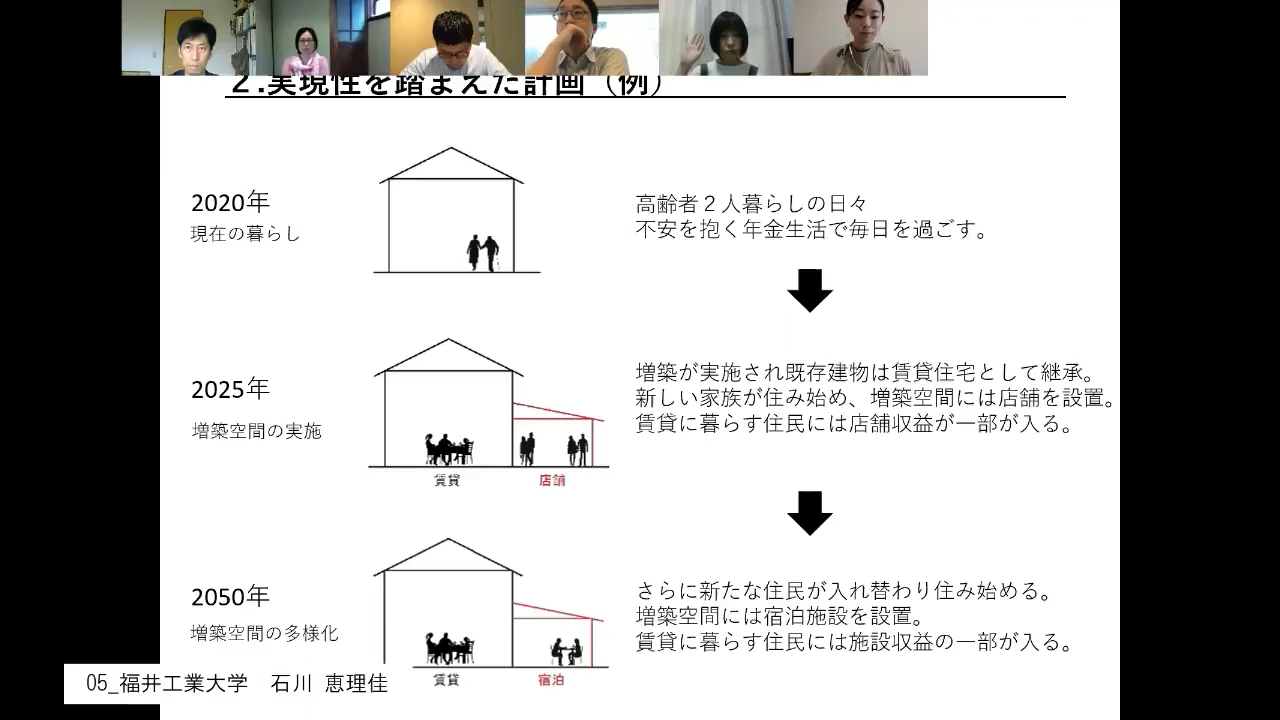 ２.実現性を踏まえた計画（例）
2020年
現在の暮らし
高齢者２人暮らしの日々
不安を抱く年金生活で毎日を過ごす。
2025年
増築空間の実施
増築が実施され既存建物は賃貸住宅として継承。
新しい家族が住み始め、増築空間には店舗を設置。
賃貸に暮らす住民には店舗収益が一部が入る。
賃貸
店舗
2050年
増築空間の多様化
さらに新たな住民が入れ替わり住み始める。
増築空間には宿泊施設を設置。
賃貸に暮らす住民には施設収益の一部が入る。
賃貸
宿泊
05_福井工業大学 石川 恵理佳